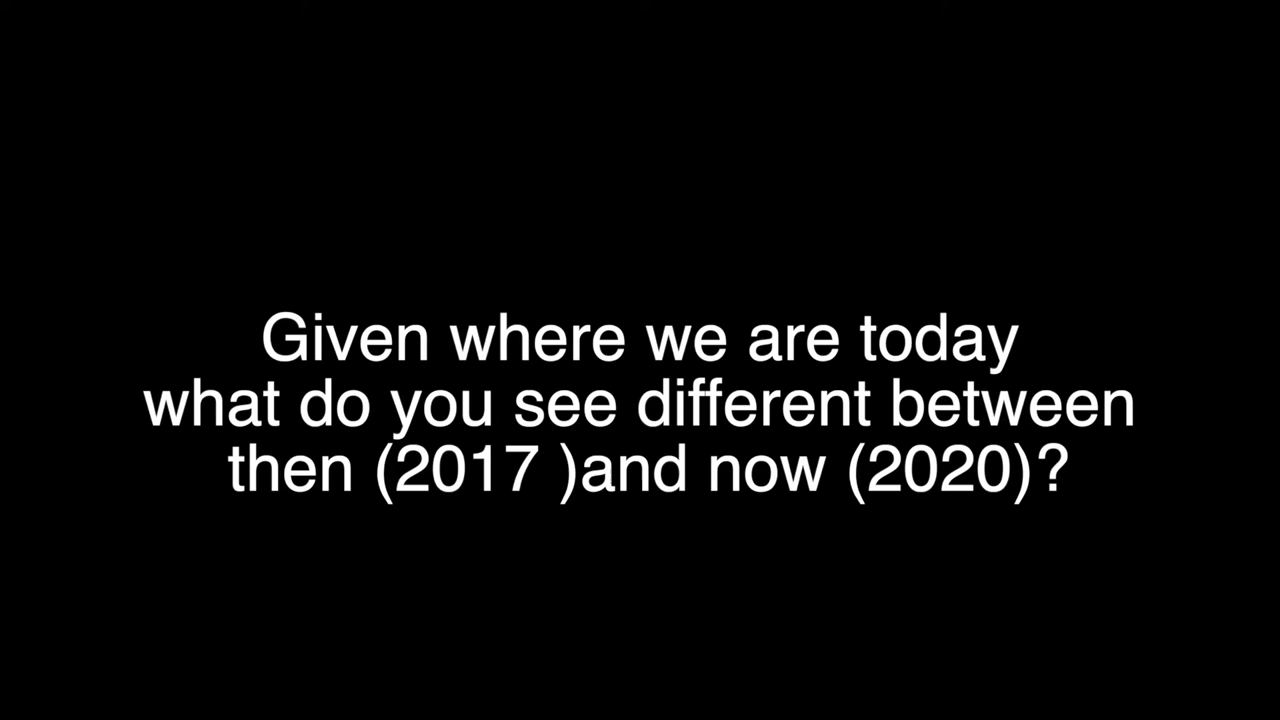 Given where we are today
what do you see different between
then (2017 )and now (2020)?